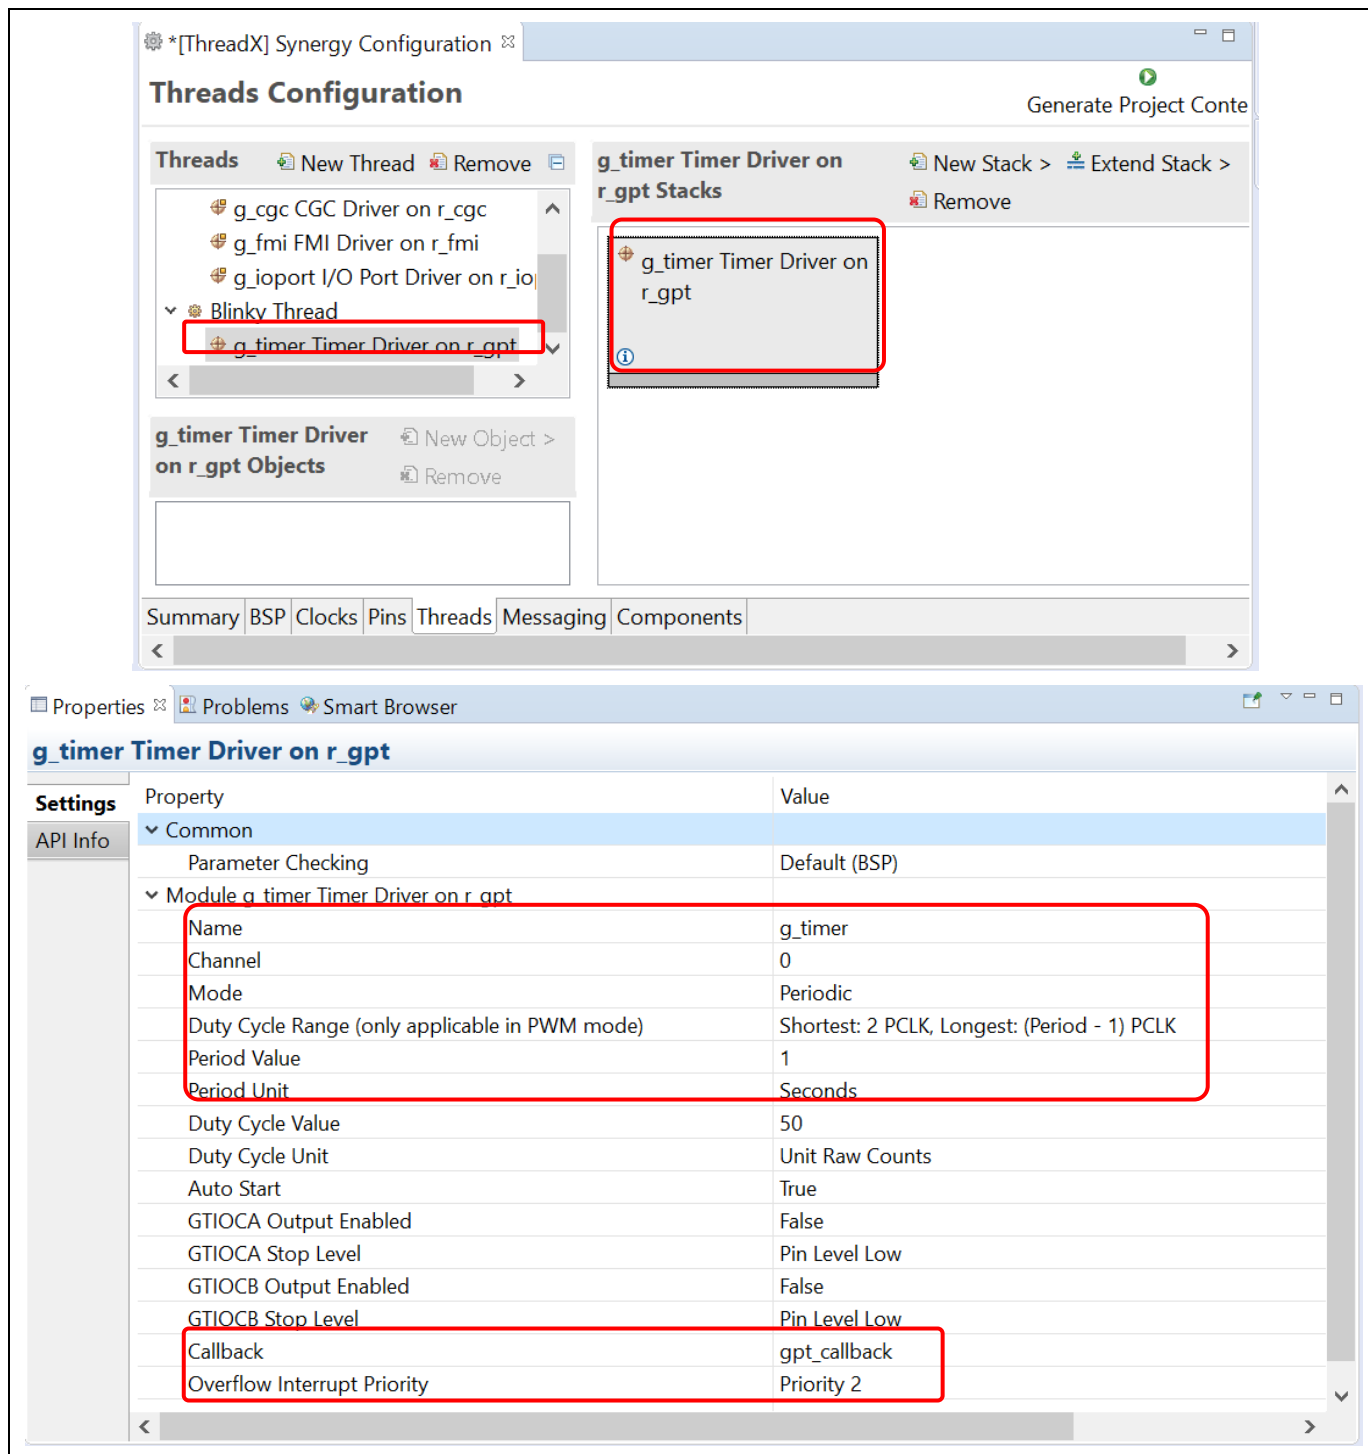 *[ThreadX] Synergy Configuration
Threads Configuration
Generate Project Conte
Threads New Thread Remove
g_cgc CGC Driver on r_cgc
g_fmi FMI Driver on r_fmi
g_ioport I/O Port Driver on r_io
Blinky Thread
g_timer Timer Driver on r_gpt
g_timer Timer Driver on
r_gpt Stacks
New Stack > Extend Stack >
Remove
g_timer Timer Driver on
r_gpt
g_timer Timer Driver
on r_gpt Objects
New Object >
Remove
Summary BSP Clocks Pins Threads Messaging Components
Properties Problems Smart Browser
g_timer Timer Driver on r_gpt
Settings
API Info
Property Value
Common
Parameter Checking Default (BSP)
Module g_timer Timer Driver on r_gpt
Name g_timer
Channel 0
Mode Periodic
Duty Cycle Range (only applicable in PWM mode) Shortest: 2 PCLK, Longest: (Period - 1) PCLK
Period Value 1
Period Unit Seconds
Duty Cycle Value 50
Duty Cycle Unit Unit Raw Counts
Auto Start True
GTIOCA Output Enabled False
GTIOCA Stop Level Pin Level Low
GTIOCB Output Enabled False
GTIOCB Stop Level Pin Level Low
Callback gpt_callback
Overflow Interrupt Priority Priority 2